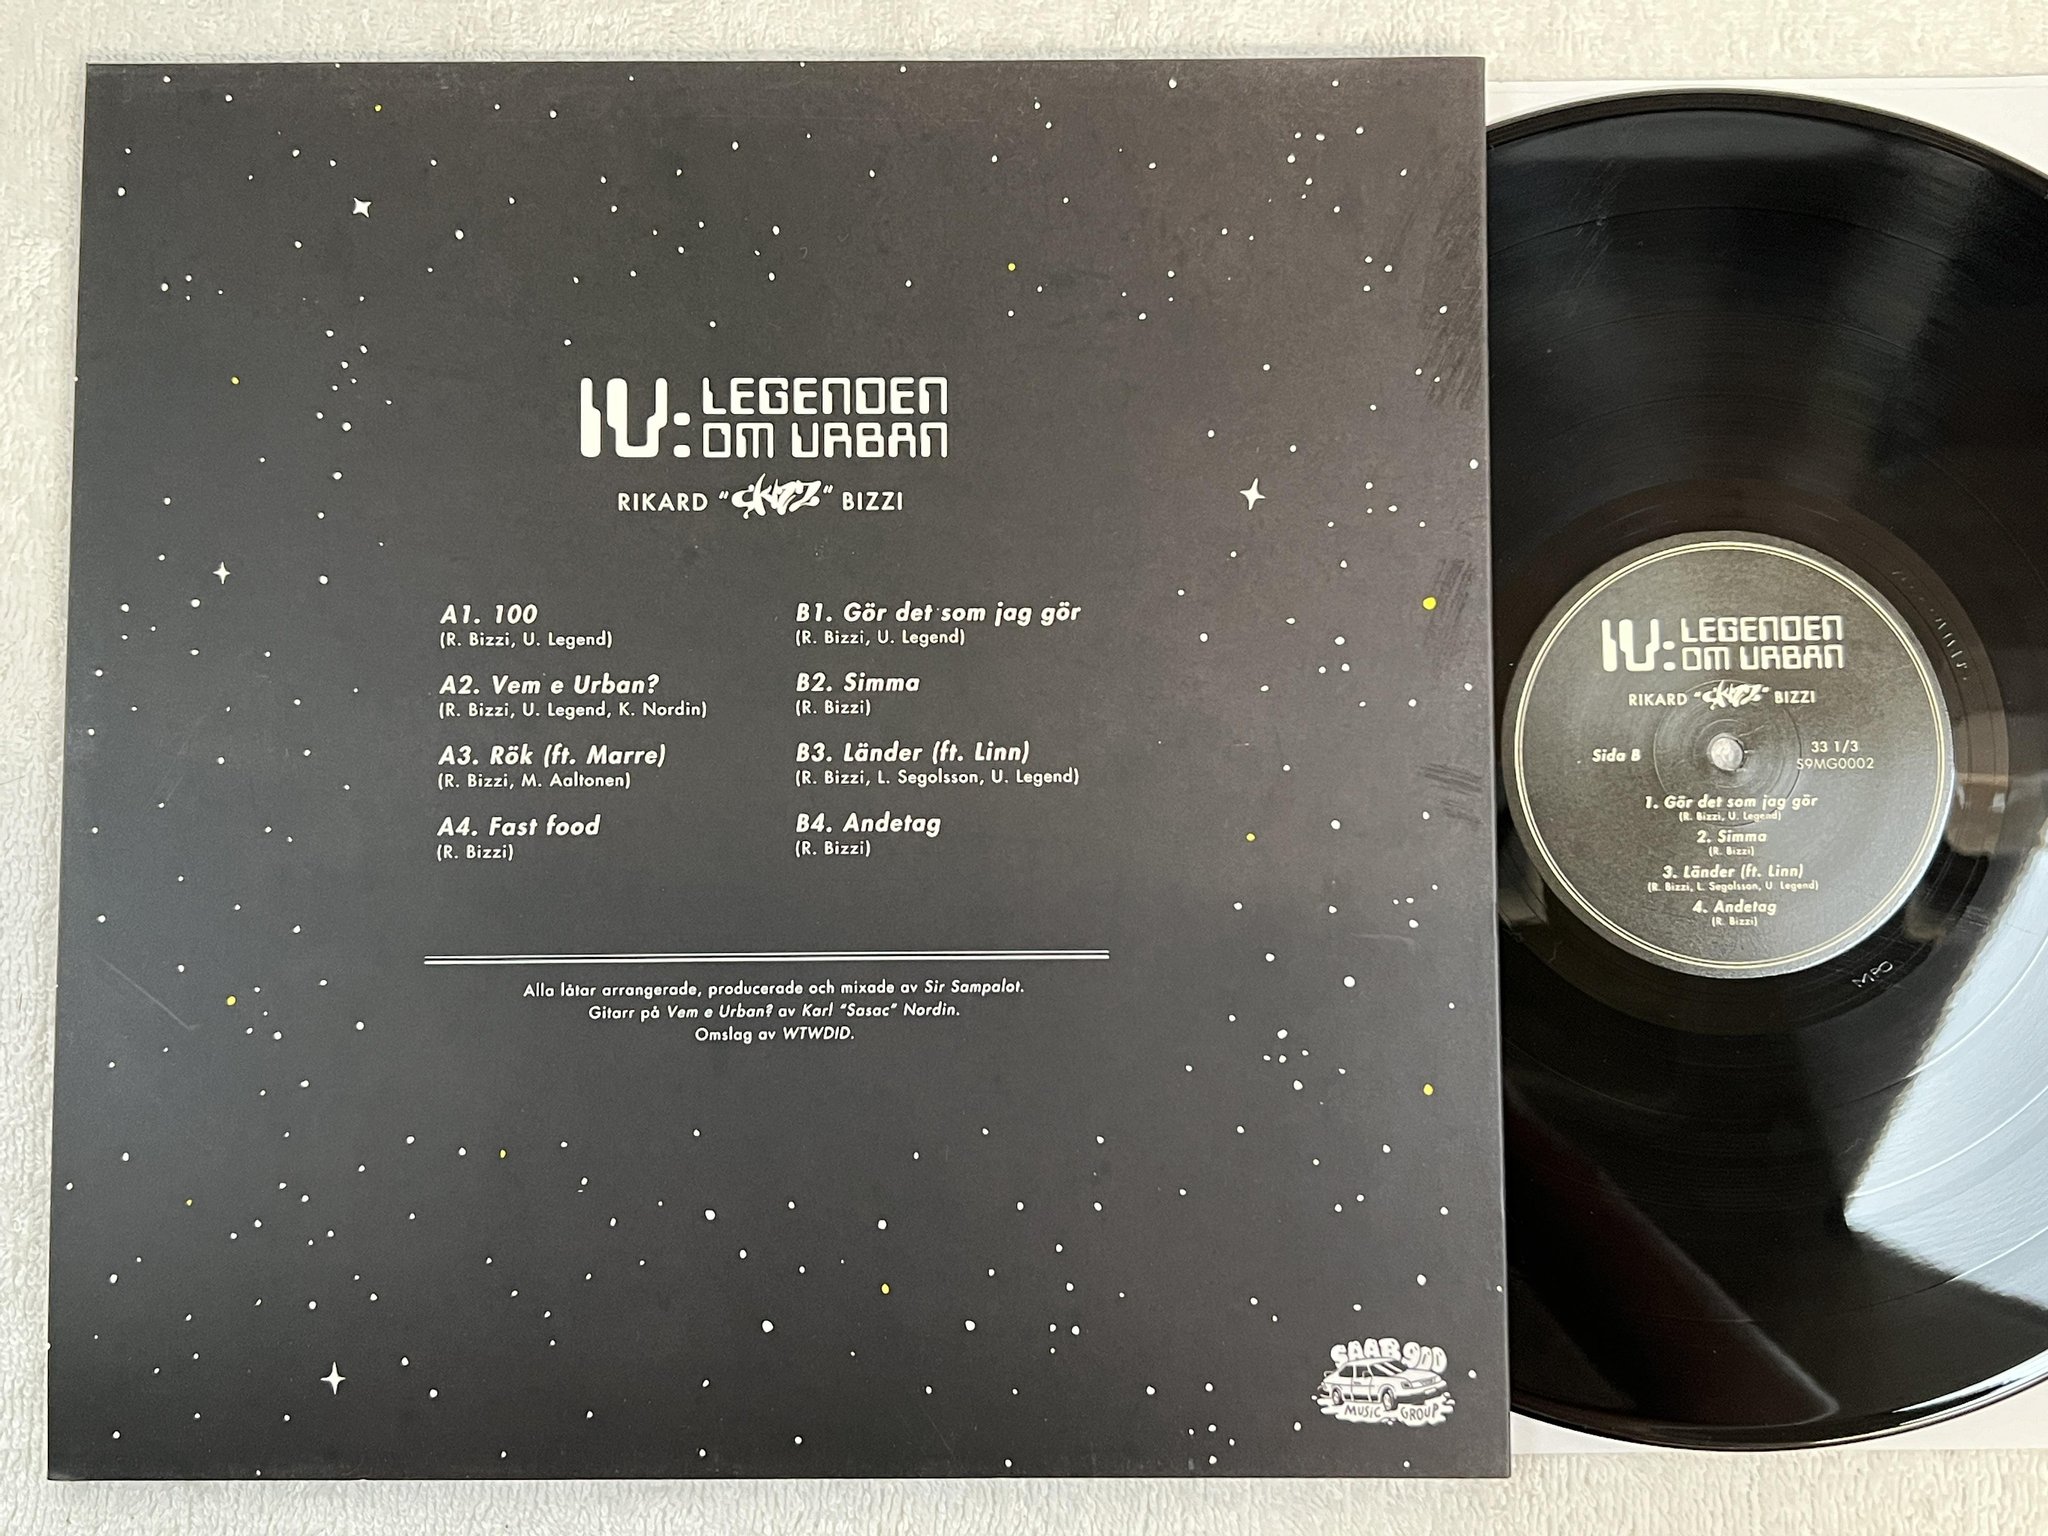 IV: LEGENDEN
OM URBAN
RIKARD "SKIZZ" BIZZI
A1. 100
(R. Bizzi, U. Legend)
A2. Vem e Urban?
(R. Bizzi, U. Legend, K. Nordin)
A3. Rök (ft. Marre)
(R. Bizzi, M. Aaltonen)
A4. Fast food
(R. Bizzi)
B1. Gör det som jag gör
(R. Bizzi, U. Legend)
B2. Simma
(R. Bizzi)
B3. Länder (ft. Linn)
(R. Bizzi, L. Segolsson, U. Legend)
B4. Andetag
(R. Bizzi)
Alla låtar arrangerade, producerade och mixade av Sir Sampalot.
Gitarr på Vem e Urban? av Karl "Sasac" Nordin.
Omslag av WTWDID.
SAAB 900
MUSIC GROUP
IV: LEGENDEN
OM URBAN
RIKARD "SKIZZ" BIZZI
Sida B
33 1/3
S9MG0002
1. Gör det som jag gör
(R. Bizzi, U. Legend)
2. Simma
(R. Bizzi)
3. Länder (ft. Linn)
(R. Bizzi, L. Segolsson, U. Legend)
4. Andetag
(R. Bizzi)
MPO